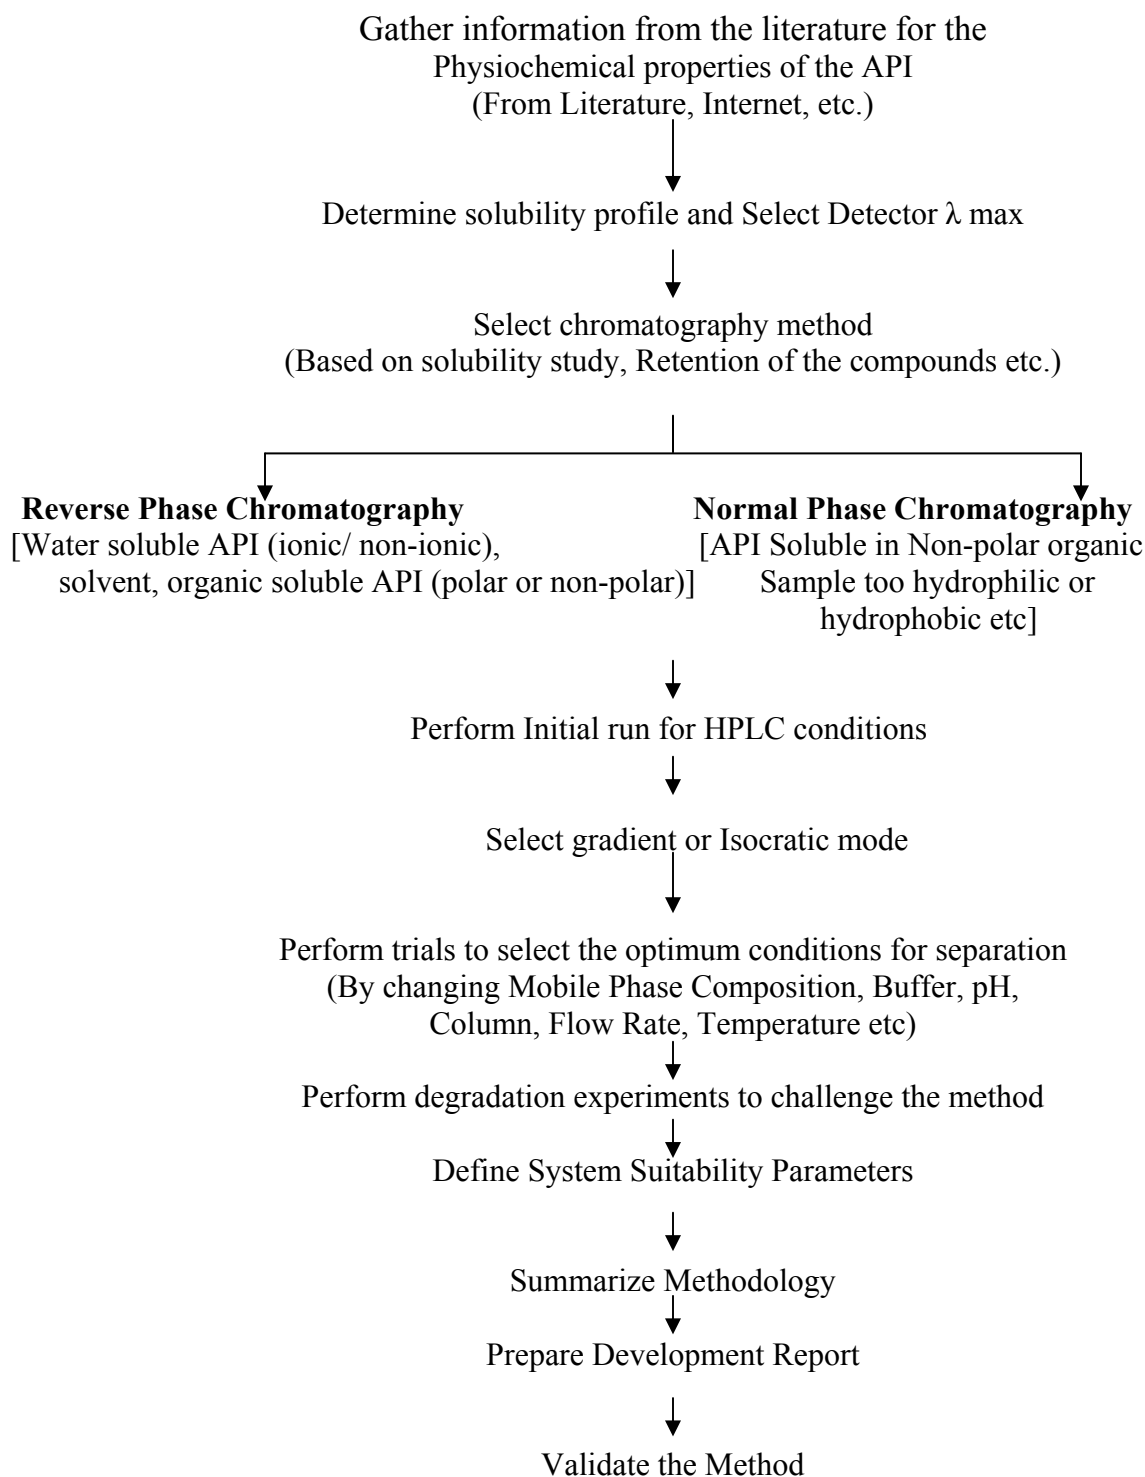 Gather information from the literature for the
Physiochemical properties of the API
(From Literature, Internet, etc.)
Determine solubility profile and Select Detector λ max
Select chromatography method
(Based on solubility study, Retention of the compounds etc.)
Reverse Phase Chromatography
[Water soluble API (ionic/ non-ionic),
solvent, organic soluble API (polar or non-polar)]
Normal Phase Chromatography
[API Soluble in Non-polar organic
Sample too hydrophilic or
hydrophobic etc]
Perform Initial run for HPLC conditions
Select gradient or Isocratic mode
Perform trials to select the optimum conditions for separation
(By changing Mobile Phase Composition, Buffer, pH,
Column, Flow Rate, Temperature etc)
Perform degradation experiments to challenge the method
Define System Suitability Parameters
Summarize Methodology
Prepare Development Report
Validate the Method